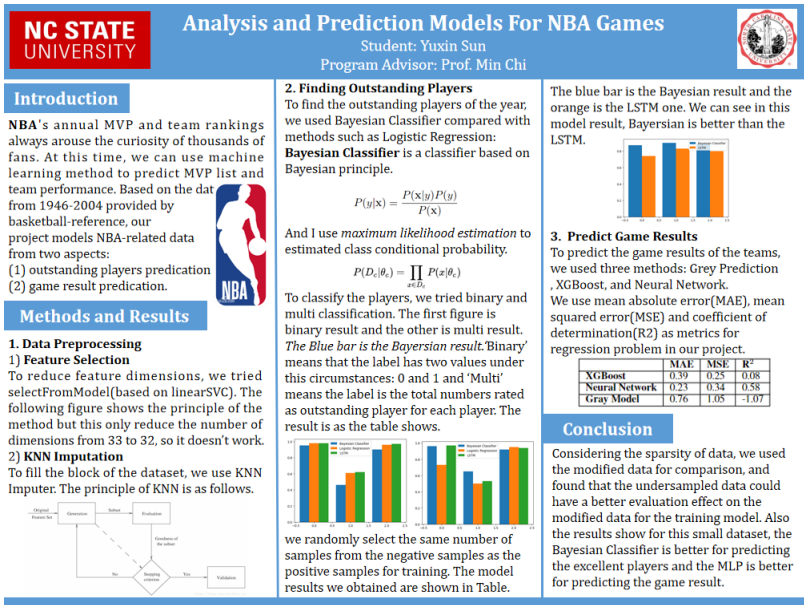 NC STATE
UNIVERSITY
Analysis and Prediction Models For NBA Games
Student: Yuxin Sun
Program Advisor: Prof. Min Chi
Introduction
NBA's annual MVP and team rankings
always arouse the curiosity of thousands of
fans. At this time, we can use machine
learning method to predict MVP list and
team performance. Based on the dat
from 1946-2004 provided by
basketball-reference, our
project models NBA-related data
from two aspects:
(1) outstanding players predication
(2) game result predication.
NBA
Methods and Results
1. Data Preprocessing
1) Feature Selection
To reduce feature dimensions, we tried
selectFromModel(based on linearSVC). The
following figure shows the principle of the
method but this only reduce the number of
dimensions from 33 to 32, so it doesn't work.
2) KNN Imputation
To fill the block of the dataset, we use KNN
Imputer. The principle of KNN is as follows.
Original
Feature Set
Generation
Subset
Evaluation
Goodness of
the subset
No
Stopping
criterion
Yes
Validation
2. Finding Outstanding Players
To find the outstanding players of the year,
we used Bayesian Classifier compared with
methods such as Logistic Regression:
Bayesian Classifier is a classifier based on
Bayesian principle.
P(y|x) = P(x|y)P(y) / P(x)
And I use maximum likelihood estimation to
estimated class conditional probability.
P(D_c|θ_c) = ∏_{x∈D_c} P(x|θ_c)
To classify the players, we tried binary and
multi classification. The first figure is
binary result and the other is multi result.
The Blue bar is the Bayersian result.'Binary'
means that the label has two values under
this circumstances: 0 and 1 and 'Multi'
means the label is the total numbers rated
as outstanding player for each player. The
result is as the table shows.
Bayesian Classifier
Logistic Regression
LSTM
Bayesian Classifier
Logistic Regression
LSTM
we randomly select the same number of
samples from the negative samples as the
positive samples for training. The model
results we obtained are shown in Table.
The blue bar is the Bayesian result and the
orange is the LSTM one. We can see in this
model result, Bayersian is better than the
LSTM.
Bayesian Classifier
LSTM
3. Predict Game Results
To predict the game results of the teams,
we used three methods: Grey Prediction
, XGBoost, and Neural Network.
We use mean absolute error(MAE), mean
squared error(MSE) and coefficient of
determination(R2) as metrics for
regression problem in our project.
MAE MSE R²
XGBoost 0.39 0.25 0.08
Neural Network 0.23 0.34 0.58
Gray Model 0.76 1.05 -1.07
Conclusion
Considering the sparsity of data, we used
the modified data for comparison, and
found that the undersampled data could
have a better evaluation effect on the
modified data for the training model. Also
the results show for this small dataset, the
Bayesian Classifier is better for predicting
the excellent players and the MLP is better
for predicting the game result.